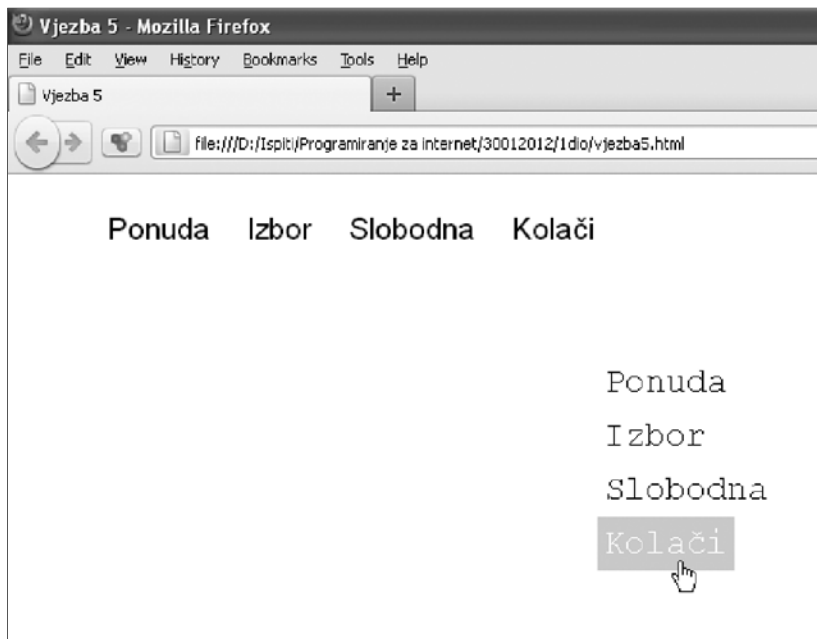 Vjezba 5 - Mozilla Firefox
File Edit View History Bookmarks Tools Help
Vjezba 5 +
file:///D:/Ispiti/Programiranje za internet/30012012/1dio/vjezba5.html
Ponuda Izbor Slobodna Kolači
Ponuda
Izbor
Slobodna
Kolači